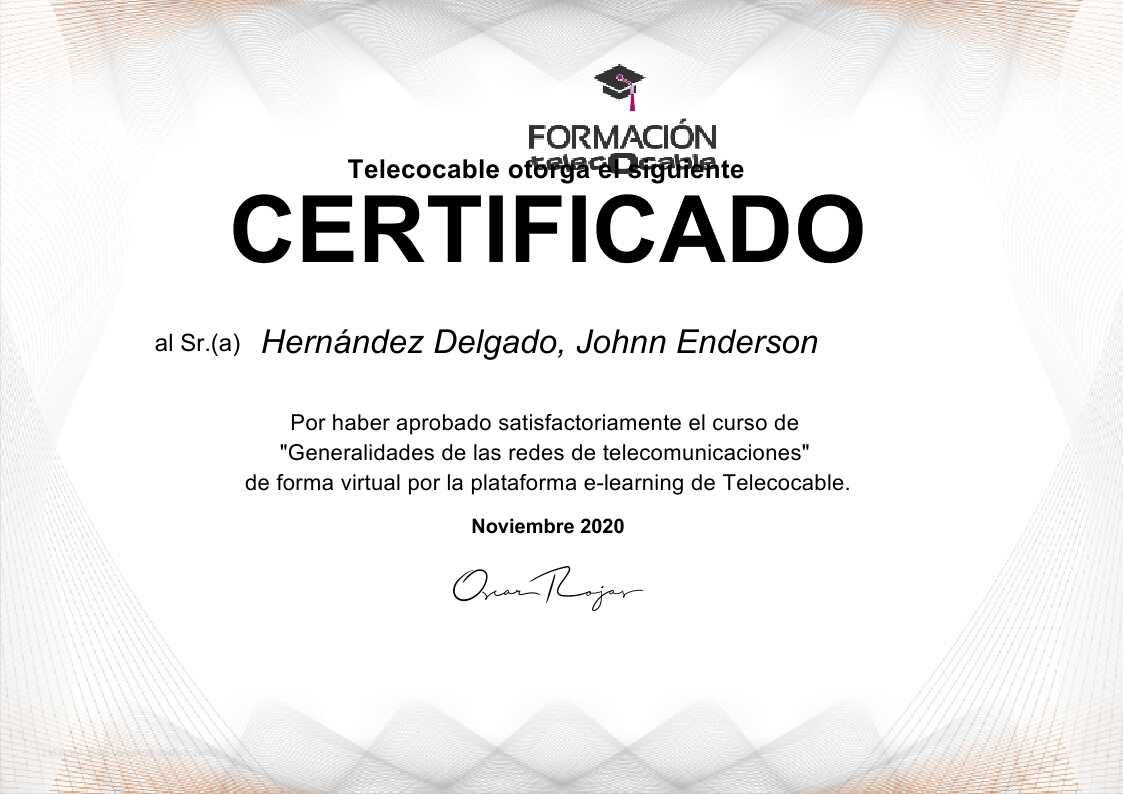 FORMACIÓN
telecocable
Telecocable otorga el siguiente
CERTIFICADO
al Sr.(a) Hernández Delgado, Johnn Enderson
Por haber aprobado satisfactoriamente el curso de
"Generalidades de las redes de telecomunicaciones"
de forma virtual por la plataforma e-learning de Telecocable.
Noviembre 2020
Oscar Rojas